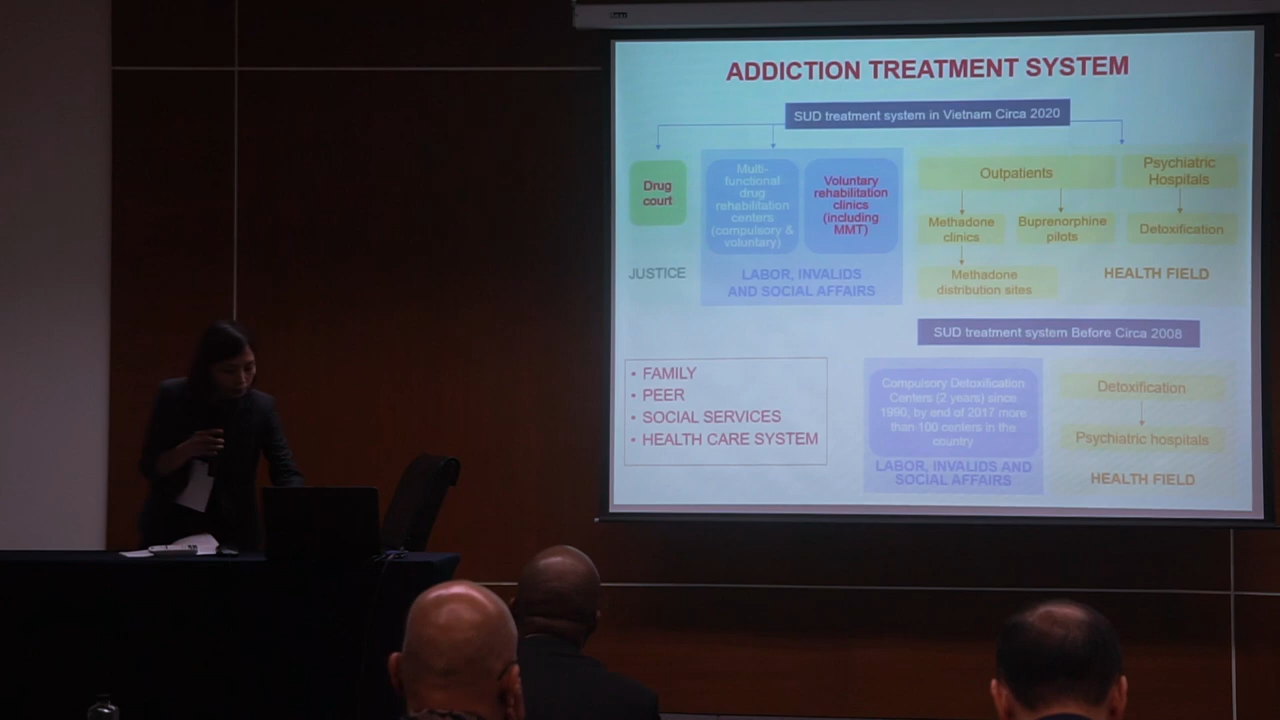 ADDICTION TREATMENT SYSTEM
SUD treatment system in Vietnam Circa 2020
Drug
court
JUSTICE
Multi-
functional
drug
rehabilitation
centers
(compulsory &
voluntary)
Voluntary
rehabilitation
clinics
(including
MMT)
LABOR, INVALIDS
AND SOCIAL AFFAIRS
Outpatients
Methadone
clinics
Buprenorphine
pilots
Methadone
distribution sites
Psychiatric
Hospitals
Detoxification
HEALTH FIELD
SUD treatment system Before Circa 2008
• FAMILY
• PEER
• SOCIAL SERVICES
• HEALTH CARE SYSTEM
Compulsory Detoxification
Centers (2 years) since
1990, by end of 2017 more
than 100 centers in the
country
LABOR, INVALIDS AND
SOCIAL AFFAIRS
Detoxification
Psychiatric hospitals
HEALTH FIELD